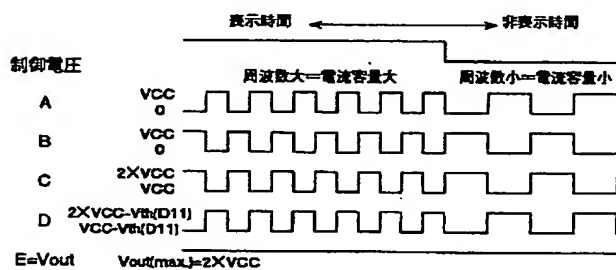 表示時間 非表示時間
制御電圧
周波数大=電流容量大 周波数小=電流容量小
A VCC
0
B VCC
0
C 2×VCC
VCC
D 2×VCC-Vth(D11)
VCC-Vth(D11)
E=Vout Vout(max.)=2×VCC